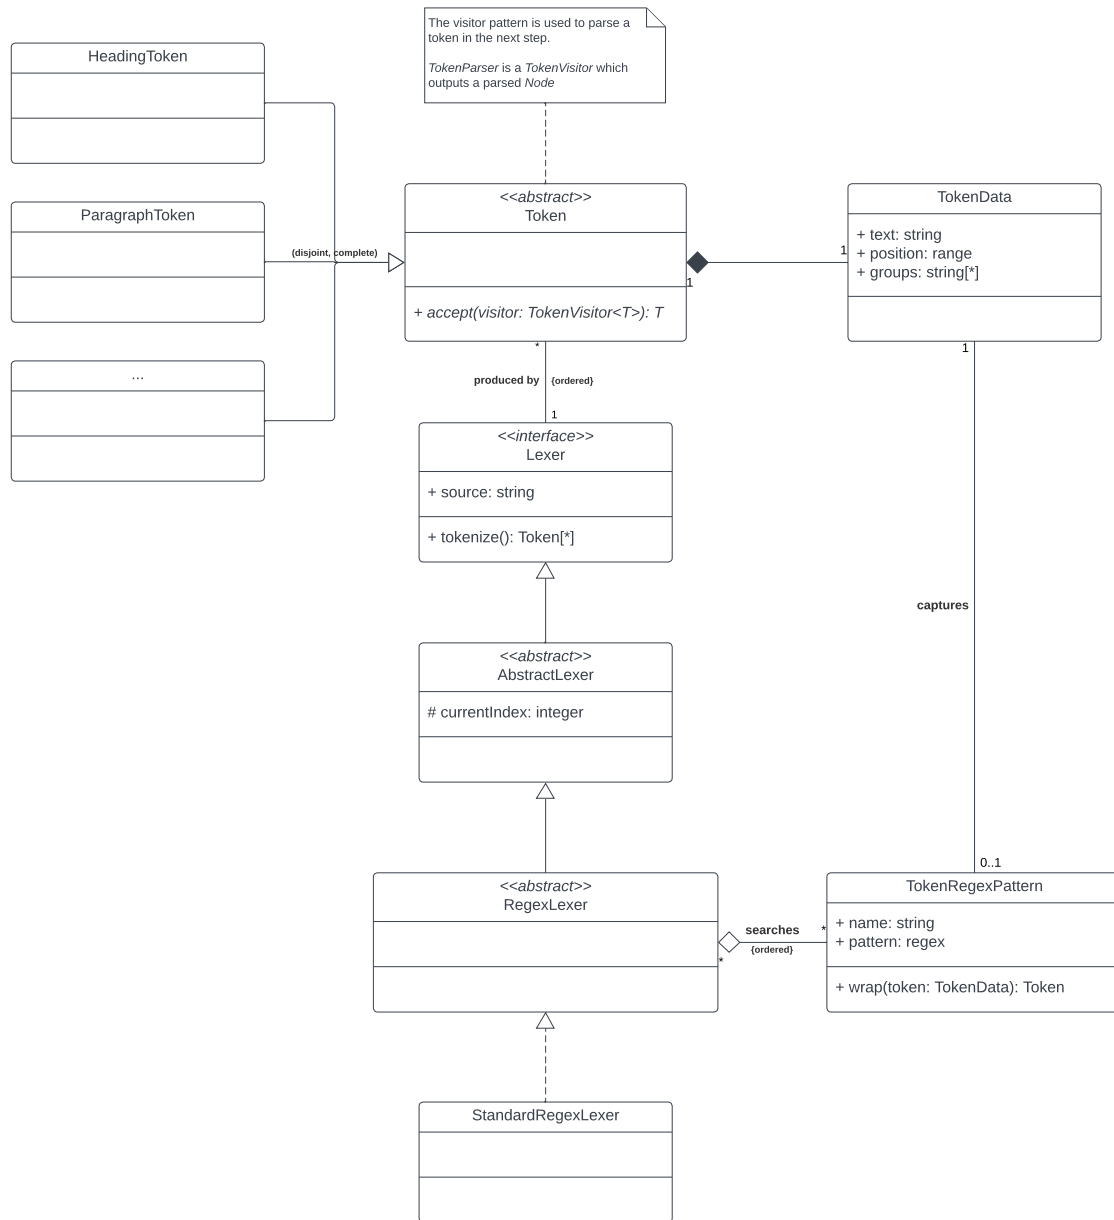 The visitor pattern is used to parse a
token in the next step.
TokenParser is a TokenVisitor which
outputs a parsed Node
HeadingToken
ParagraphToken
...
(disjoint, complete)
<<abstract>>
Token
+ accept(visitor: TokenVisitor<T>): T
1
1
TokenData
+ text: string
+ position: range
+ groups: string[*]
*
produced by
{ordered}
1
<<interface>>
Lexer
+ source: string
+ tokenize(): Token[*]
1
captures
0..1
<<abstract>>
AbstractLexer
# currentIndex: integer
<<abstract>>
RegexLexer
*
searches
{ordered}
*
TokenRegexPattern
+ name: string
+ pattern: regex
+ wrap(token: TokenData): Token
StandardRegexLexer